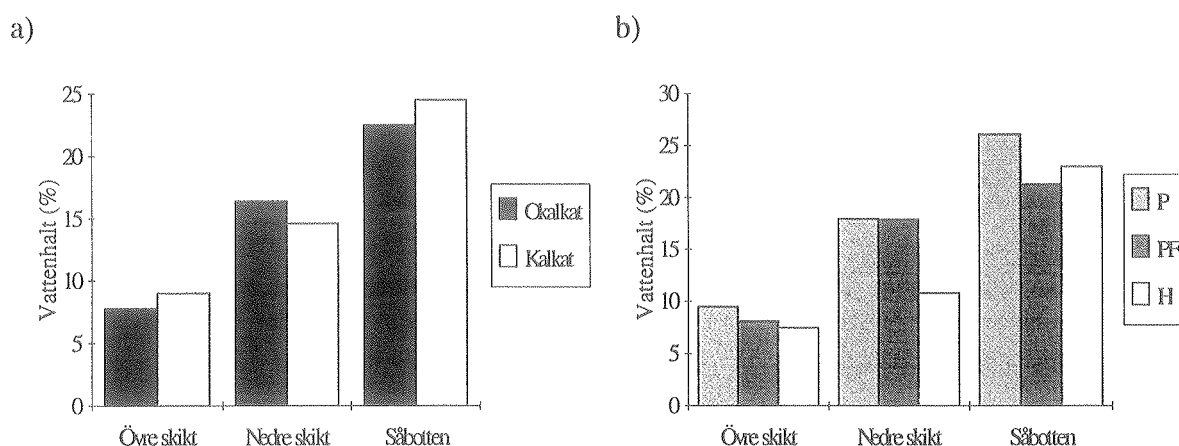 a)
Vattenhalt (%)
25
20
15
10
5
0
Övre skikt
Nedre skikt
Såbotten
Okalkat
Kalkat
b)
Vattenhalt (%)
30
25
20
15
10
5
0
Övre skikt
Nedre skikt
Såbotten
P
PF
H